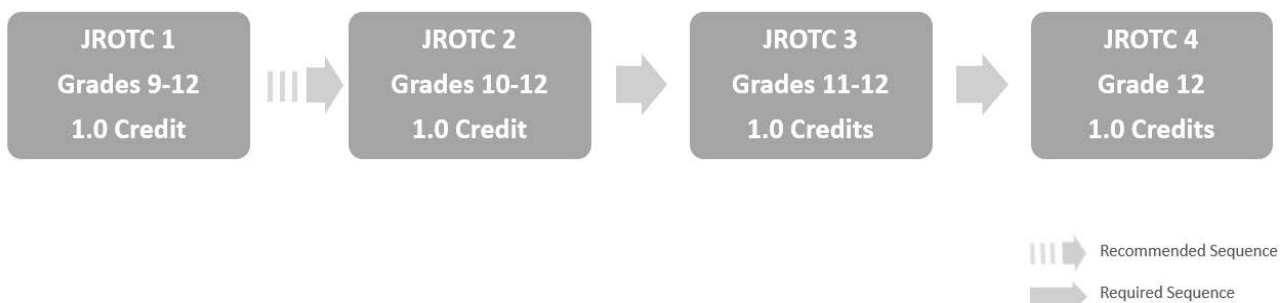 JROTC 1
Grades 9-12
1.0 Credit
JROTC 2
Grades 10-12
1.0 Credit
JROTC 3
Grades 11-12
1.0 Credits
JROTC 4
Grade 12
1.0 Credits
Recommended Sequence
Required Sequence